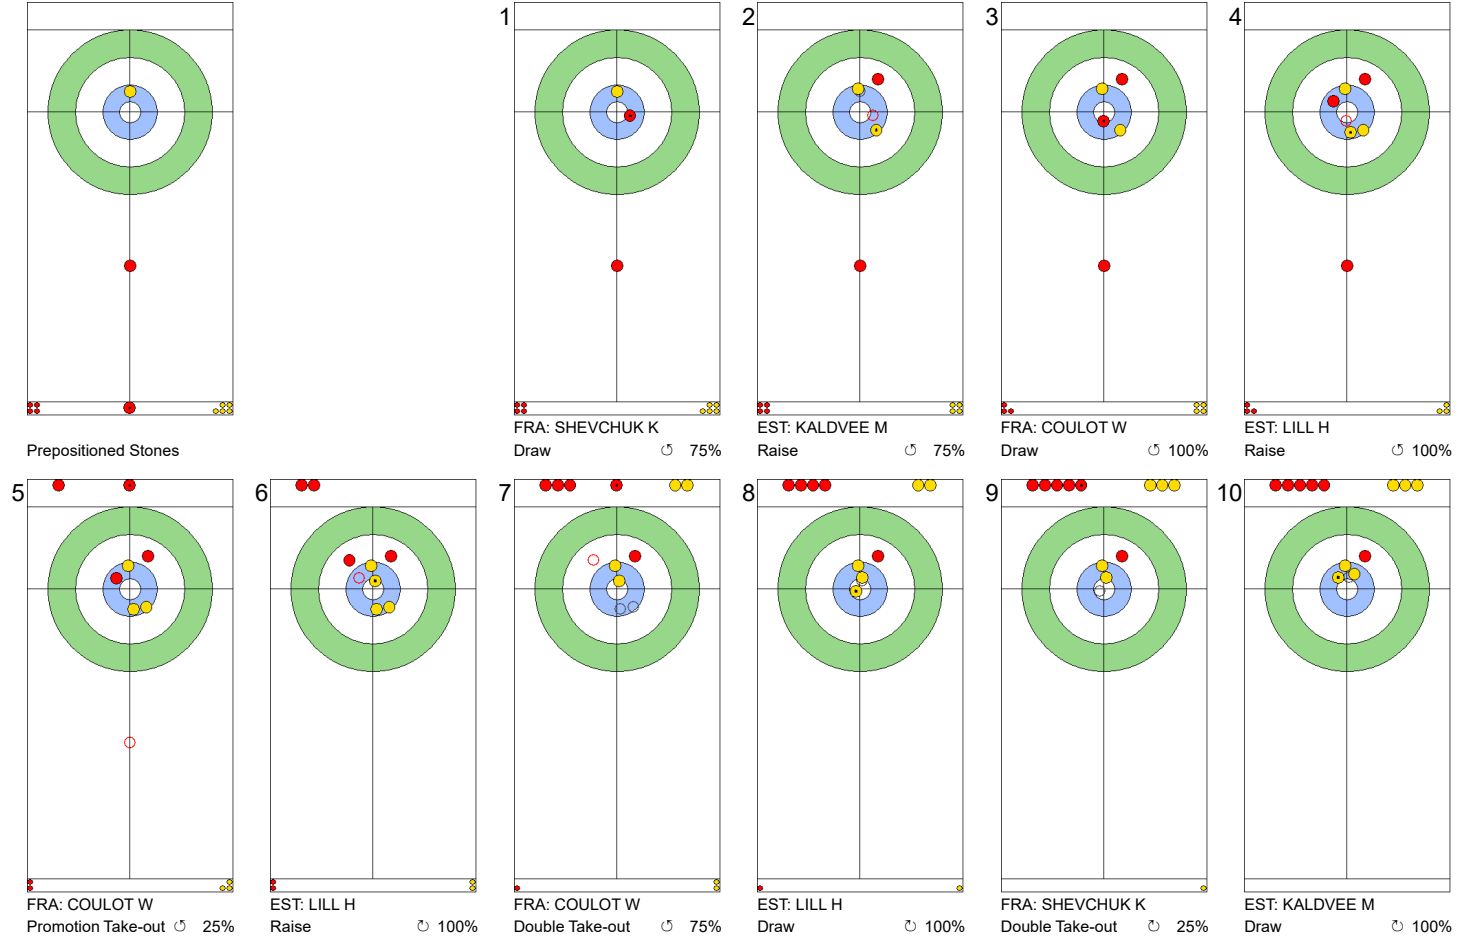 1
2
3
4
Prepositioned Stones
FRA: SHEVCHUK K
Draw 75%
EST: KALDVEE M
Raise 75%
FRA: COULOT W
Draw 100%
EST: LILL H
Raise 100%
5
6
7
8
9
10
FRA: COULOT W
Promotion Take-out 25%
EST: LILL H
Raise 100%
FRA: COULOT W
Double Take-out 75%
EST: LILL H
Draw 100%
FRA: SHEVCHUK K
Double Take-out 25%
EST: KALDVEE M
Draw 100%